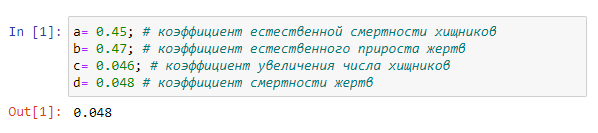 In [1]: a= 0.45; # коэффициент естественной смертности хищников
b= 0.47; # коэффициент естественного прироста жертв
c= 0.046; # коэффициент увеличения числа хищников
d= 0.048 # коэффициент смертности жертв
Out[1]: 0.048